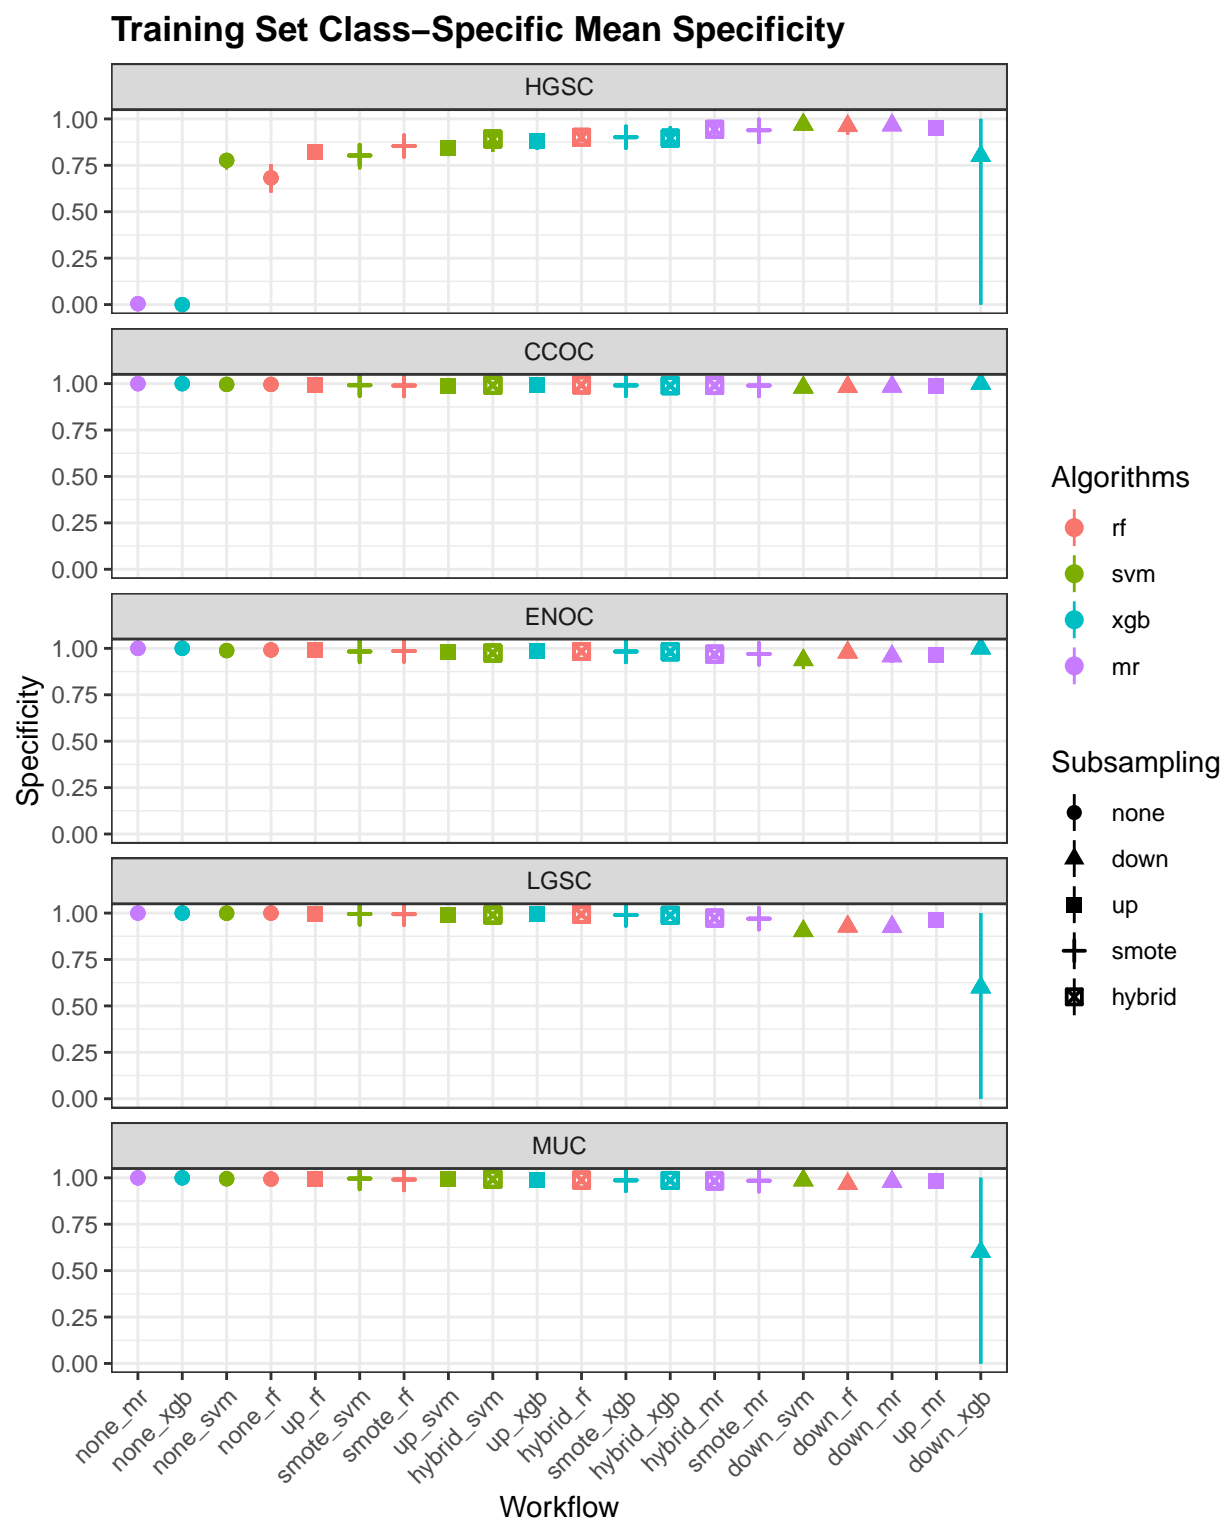 Training Set Class–Specific Mean Specificity
HGSC
1.00
0.75
0.50
0.25
0.00
CCOC
1.00
0.75
0.50
0.25
0.00
ENOC
1.00
0.75
0.50
0.25
0.00
LGSC
1.00
0.75
0.50
0.25
0.00
MUC
1.00
0.75
0.50
0.25
0.00
Specificity
none_mr
none_xgb
none_svm
none_rf
up_rf
smote_svm
smote_rf
up_svm
hybrid_svm
up_xgb
hybrid_rf
smote_xgb
hybrid_xgb
hybrid_mr
smote_mr
down_svm
down_rf
down_mr
up_mr
down_xgb
Workflow
Algorithms
rf
svm
xgb
mr
Subsampling
none
down
up
smote
hybrid